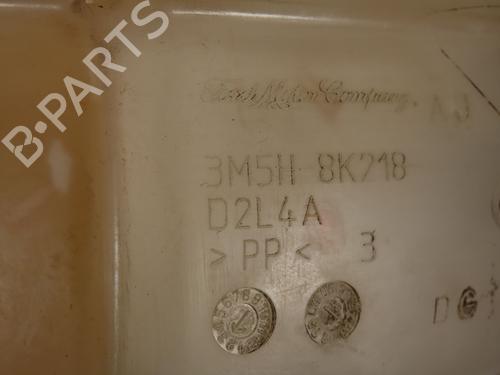 B-PARTS
Ford Motor Company.
AJ
3M5H 8K218
D2L4A
>PP< 3